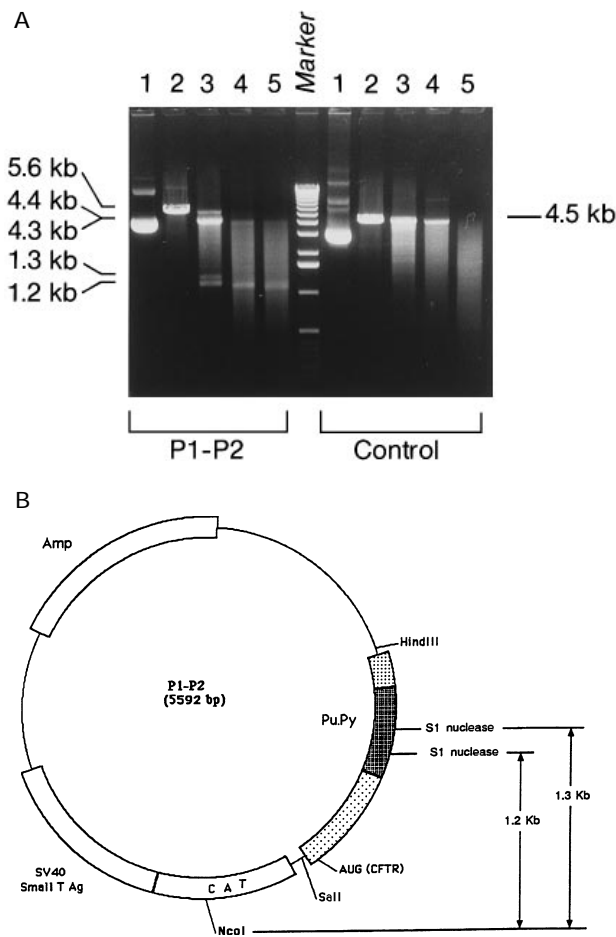 A
1 2 3 4 5 Marker 1 2 3 4 5
5.6 kb
4.4 kb
4.3 kb
1.3 kb
1.2 kb
4.5 kb
P1-P2 Control
B
Amp
HindIII
P1-P2
(5592 bp)
Pu.Py
S1 nuclease
S1 nuclease
1.3 Kb
1.2 Kb
AUG (CFTR)
SalI
SV40
Small T Ag
C A T
NcoI